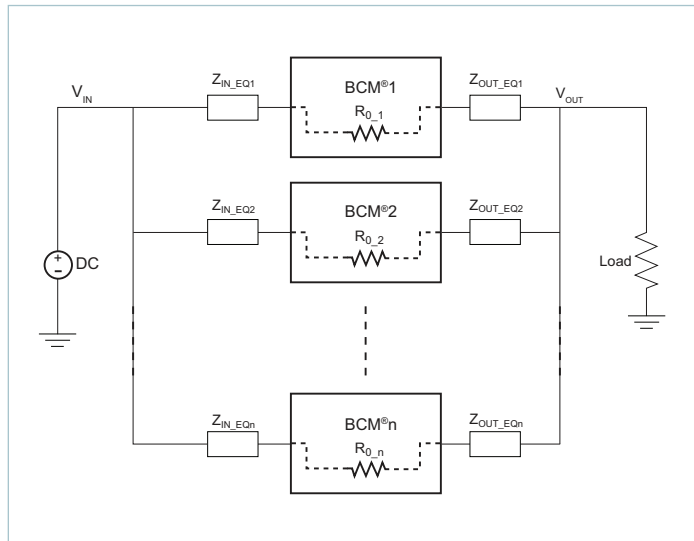 V_IN
Z_IN_EQ1
BCM®1
R_0_1
Z_OUT_EQ1
V_OUT
Z_IN_EQ2
BCM®2
R_0_2
Z_OUT_EQ2
+
DC
Load
Z_IN_EQn
BCM®n
R_0_n
Z_OUT_EQn